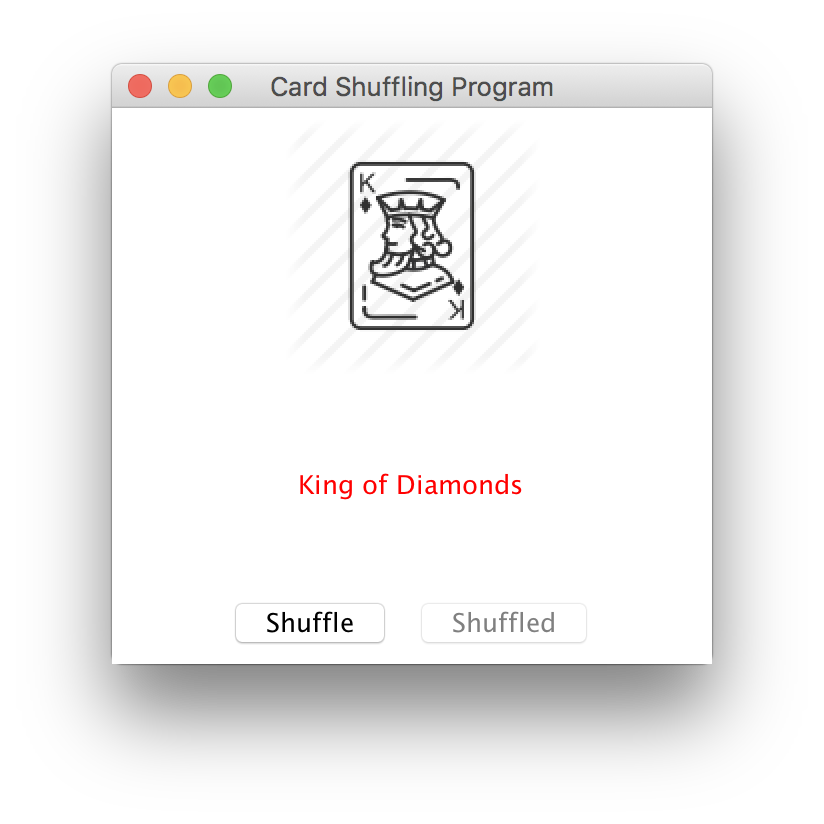 Card Shuffling Program
K
K
King of Diamonds
Shuffle
Shuffled